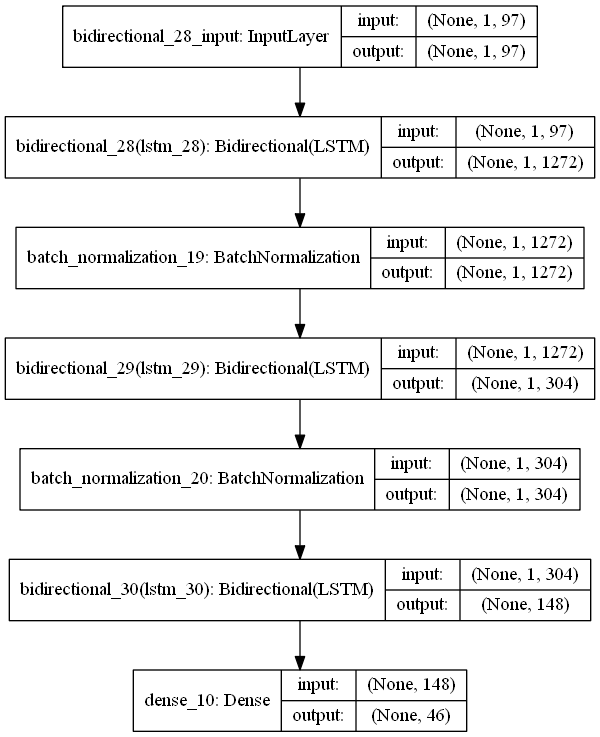 bidirectional_28_input: InputLayer
input: (None, 1, 97)
output: (None, 1, 97)
bidirectional_28(lstm_28): Bidirectional(LSTM)
input: (None, 1, 97)
output: (None, 1, 1272)
batch_normalization_19: BatchNormalization
input: (None, 1, 1272)
output: (None, 1, 1272)
bidirectional_29(lstm_29): Bidirectional(LSTM)
input: (None, 1, 1272)
output: (None, 1, 304)
batch_normalization_20: BatchNormalization
input: (None, 1, 304)
output: (None, 1, 304)
bidirectional_30(lstm_30): Bidirectional(LSTM)
input: (None, 1, 304)
output: (None, 148)
dense_10: Dense
input: (None, 148)
output: (None, 46)